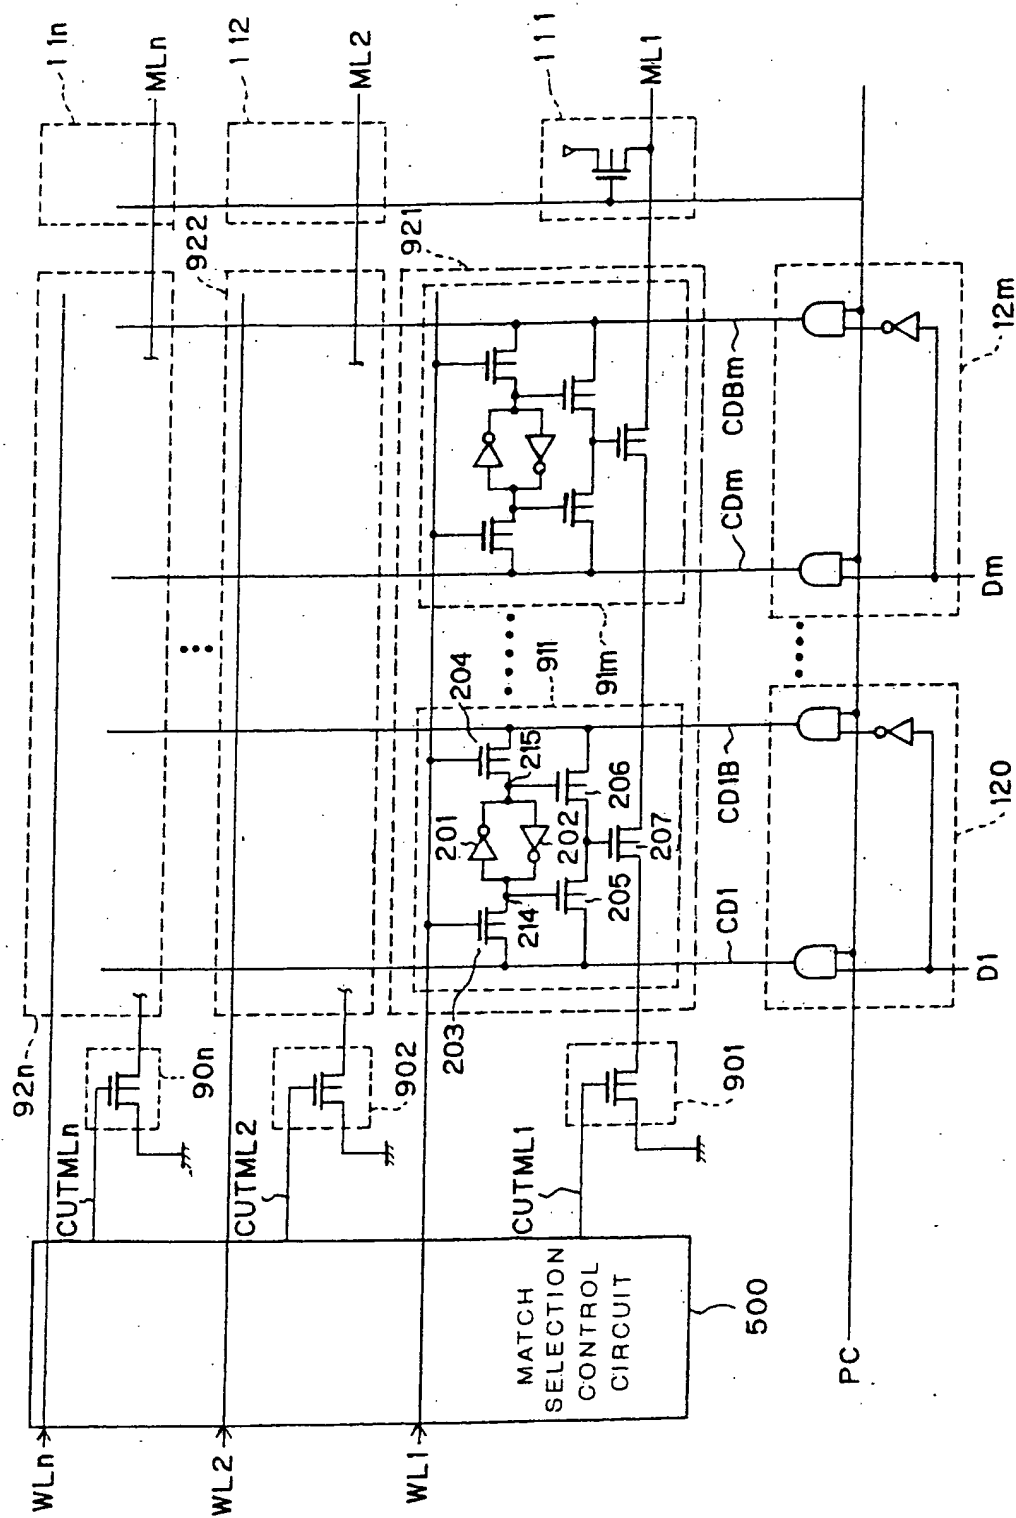 WLn
WL2
WL1
MATCH
SELECTION
CONTROL
CIRCUIT
500
PC
CUTMLn
CUTML2
CUTML1
92n
90n
902
901
203
214
201
202
215
204
205
206
207
911
91m
921
922
CD1
CD1B
CDm
CDBm
D1
Dm
120
12m
11n
112
111
MLn
ML2
ML1